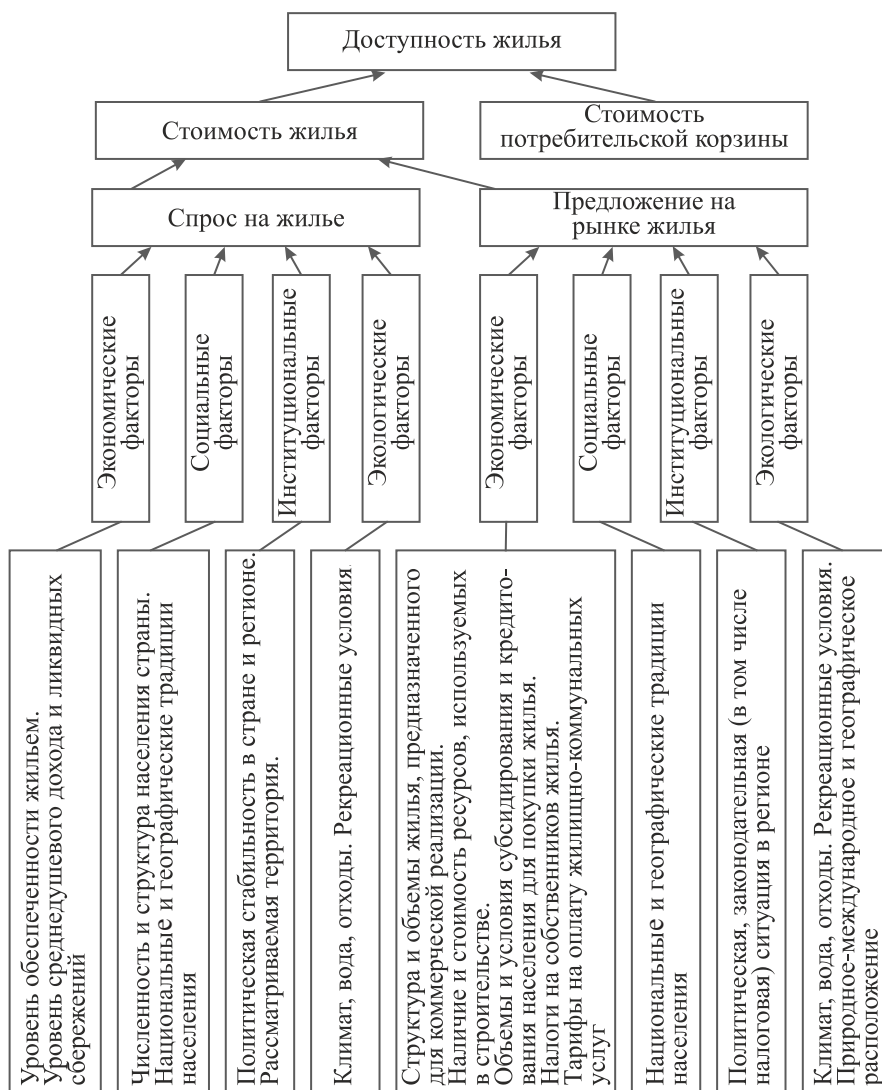 Доступность жилья
Стоимость жилья
Стоимость
потребительской корзины
Спрос на жилье
Предложение на
рынке жилья
Экономические
факторы
Социальные
факторы
Институциональные
факторы
Экологические
факторы
Экономические
факторы
Социальные
факторы
Институциональные
факторы
Экологические
факторы
Уровень обеспеченности жильем.
Уровень среднедушевого дохода и ликвидных
сбережений
Численность и структура населения страны.
Национальные и географические традиции
населения
Политическая стабильность в стране и регионе.
Рассматриваемая территория.
Климат, вода, отходы. Рекреационные условия
Структура и объемы жилья, предназначенного
для коммерческой реализации.
Наличие и стоимость ресурсов, используемых
в строительстве.
Объемы и условия субсидирования и кредито-
вания населения для покупки жилья.
Налоги на собственников жилья.
Тарифы на оплату жилищно-коммунальных
услуг
Национальные и географические традиции
населения
Политическая, законодательная (в том числе
налоговая) ситуация в регионе
Климат, вода, отходы. Рекреационные условия.
Природное-международное и географическое
расположение